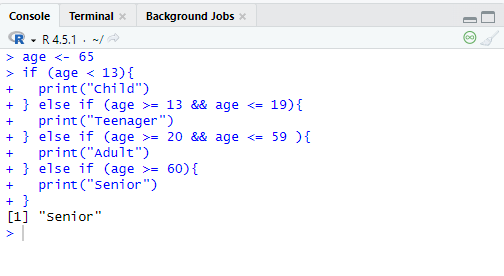 Console Terminal × Background Jobs ×
R R 4.5.1 · ~/
> age <- 65
> if (age < 13){
+   print("Child")
+ } else if (age >= 13 && age <= 19){
+   print("Teenager")
+ } else if (age >= 20 && age <= 59 ){
+   print("Adult")
+ } else if (age >= 60){
+   print("Senior")
+ }
[1] "Senior"
>